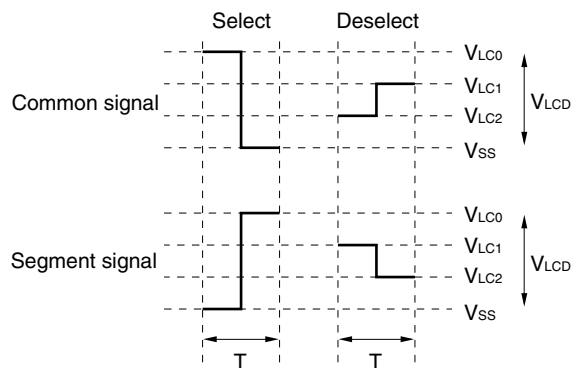 Select Deselect
VLC0
VLC1
Common signal VLCD
VLC2
VSS
VLC0
VLC1
Segment signal VLCD
VLC2
VSS
T T